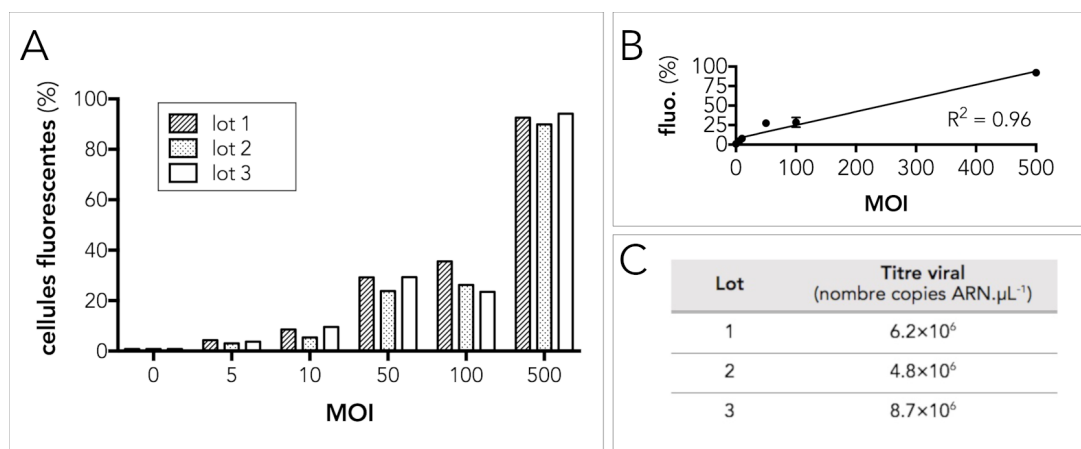 A
cellules fluorescentes (%)
100
80
60
40
20
0
lot 1
lot 2
lot 3
0 5 10 50 100 500
MOI
B
fluo. (%)
100
75
50
25
0
R² = 0.96
0 100 200 300 400 500
MOI
C
Lot Titre viral
(nombre copies ARN.µL⁻¹)
1 6.2×10⁶
2 4.8×10⁶
3 8.7×10⁶